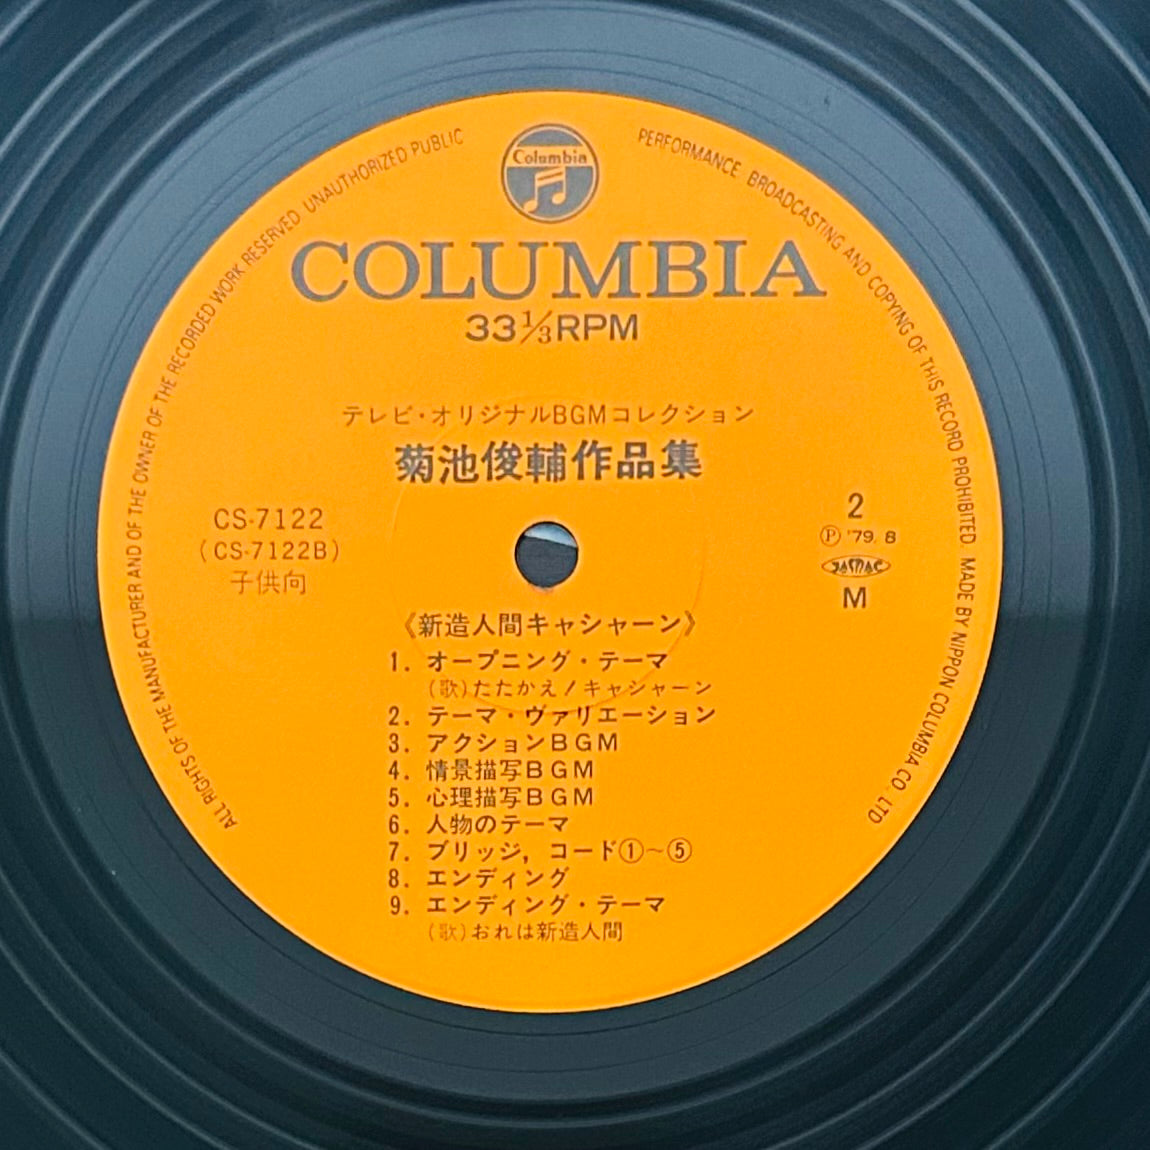 Columbia
COLUMBIA
33⅓RPM
テレビ・オリジナルBGMコレクション
菊池俊輔作品集
CS-7122
(CS-7122B)
子供向
2
Ⓟ '79. 8
JASRAC
M
《新造人間キャシャーン》
1. オープニング・テーマ
(歌)たたかえ!キャシャーン
2. テーマ・ヴァリエーション
3. アクションBGM
4. 情景描写BGM
5. 心理描写BGM
6. 人物のテーマ
7. ブリッジ, コード①〜⑤
8. エンディング
9. エンディング・テーマ
(歌)おれは新造人間
ALL RIGHTS OF THE MANUFACTURER AND OF THE OWNER OF THE RECORDED WORK RESERVED UNAUTHORIZED PUBLIC PERFORMANCE BROADCASTING AND COPYING OF THIS RECORD PROHIBITED. MADE BY NIPPON COLUMBIA CO. LTD